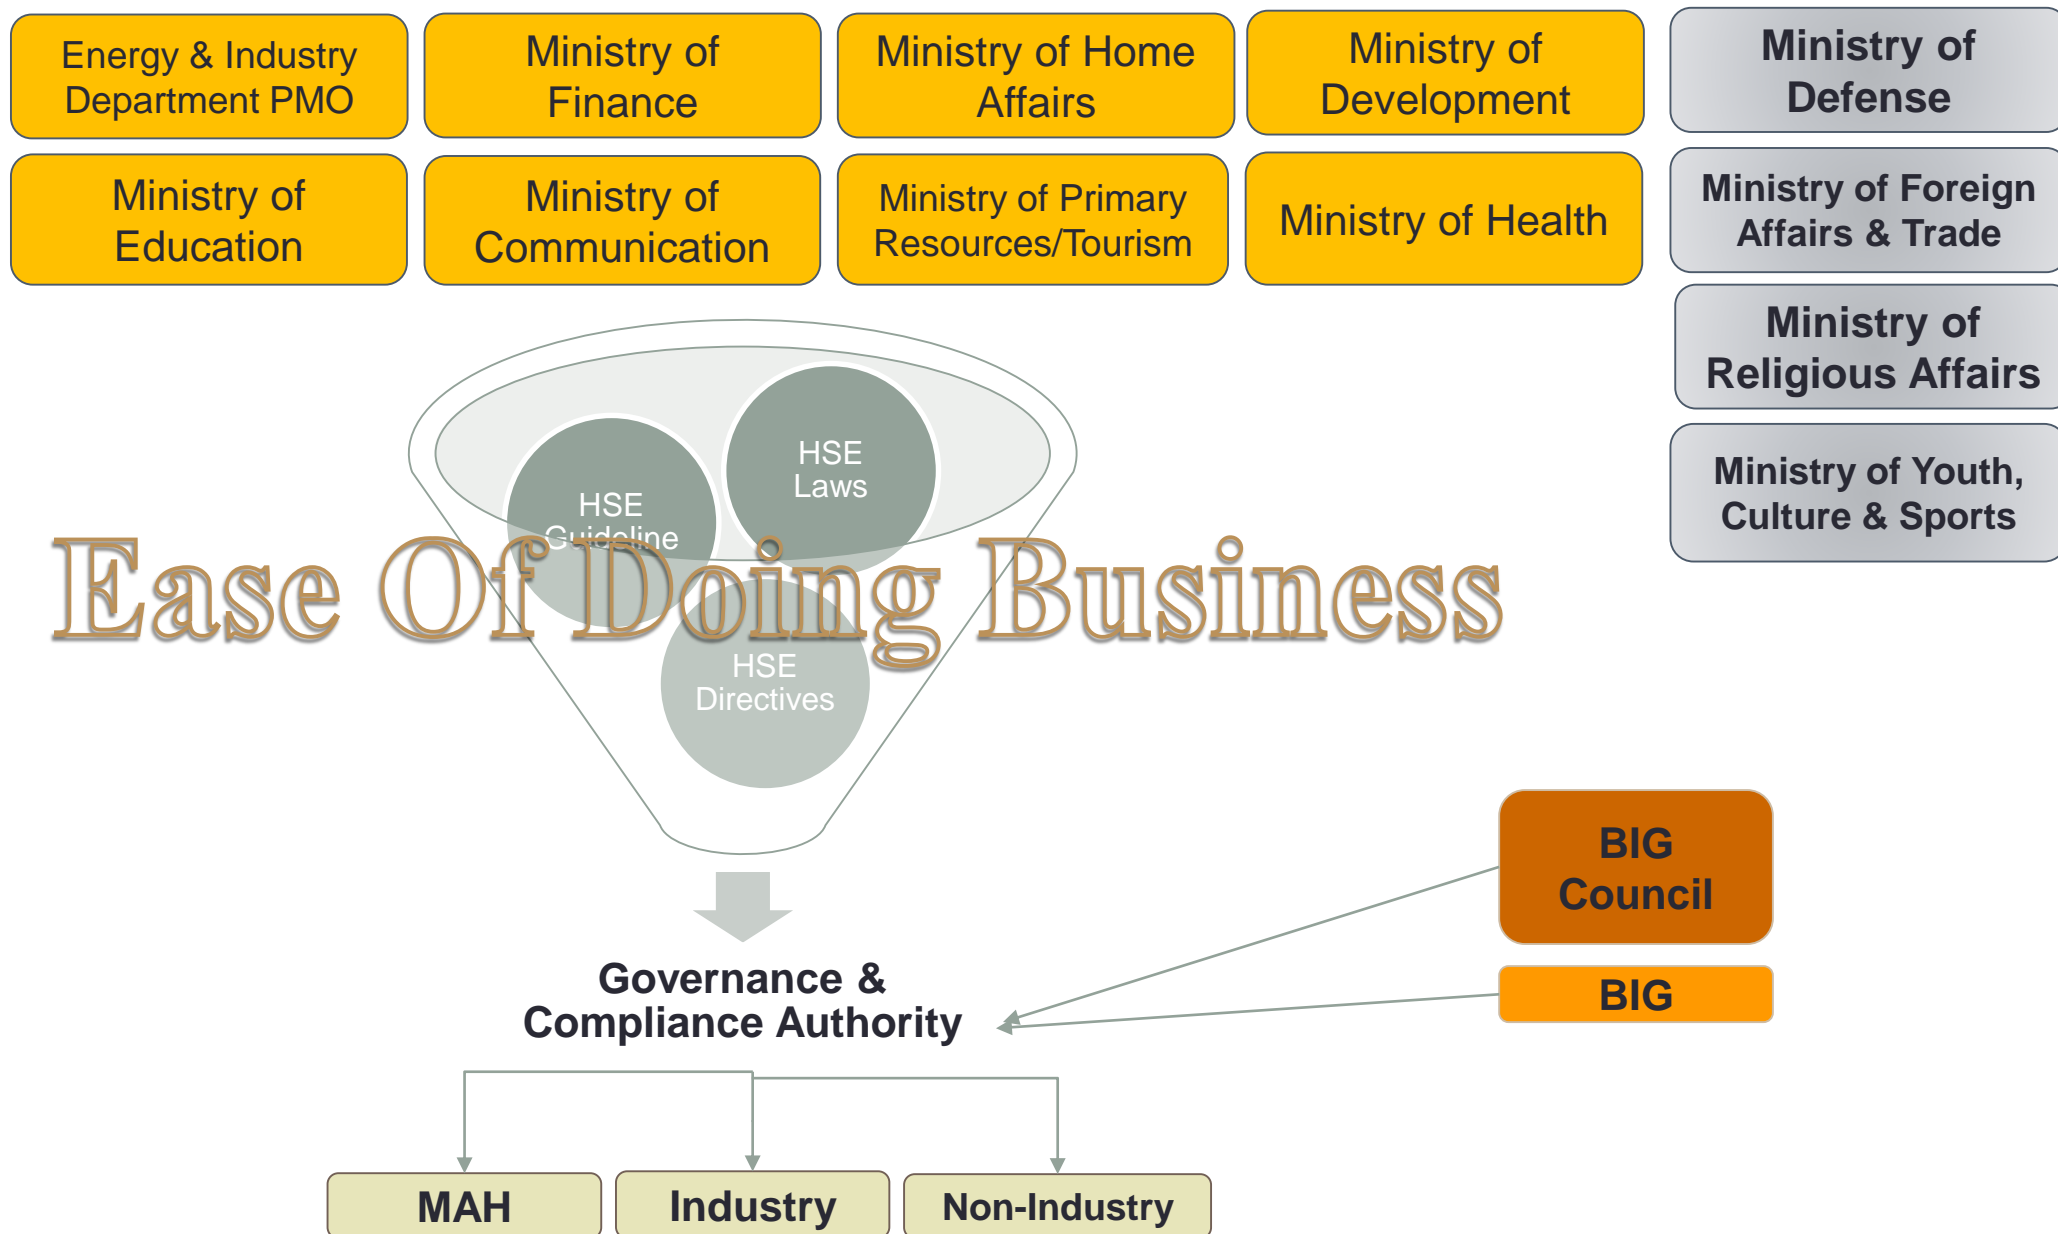 Energy & Industry
Department PMO
Ministry of
Finance
Ministry of Home
Affairs
Ministry of
Development
Ministry of
Defense
Ministry of
Education
Ministry of
Communication
Ministry of Primary
Resources/Tourism
Ministry of Health
Ministry of Foreign
Affairs & Trade
Ministry of
Religious Affairs
Ministry of Youth,
Culture & Sports
HSE
Laws
HSE
Guideline
Ease Of Doing Business
HSE
Directives
BIG
Council
BIG
Governance &
Compliance Authority
MAH
Industry
Non-Industry